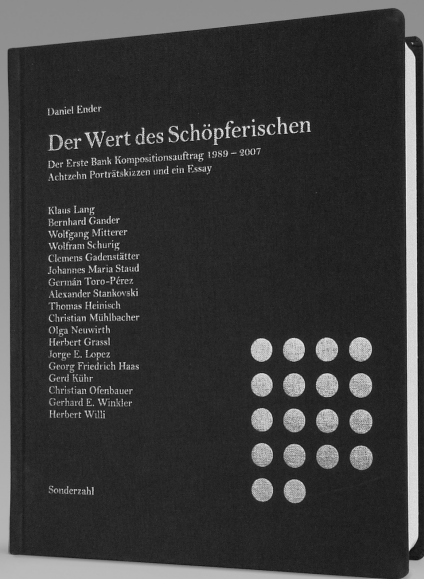 Daniel Ender
Der Wert des Schöpferischen
Der Erste Bank Kompositionsauftrag 1989 – 2007
Achtzehn Porträtskizzen und ein Essay
Klaus Lang
Bernhard Gander
Wolfgang Mitterer
Wolfram Schurig
Clemens Gadenstätter
Johannes Maria Staud
Germán Toro-Pérez
Alexander Stankovski
Thomas Heinisch
Christian Mühlbacher
Olga Neuwirth
Herbert Grassl
Jorge E. Lopez
Georg Friedrich Haas
Gerd Kühr
Christian Ofenbauer
Gerhard E. Winkler
Herbert Willi
Sonderzahl